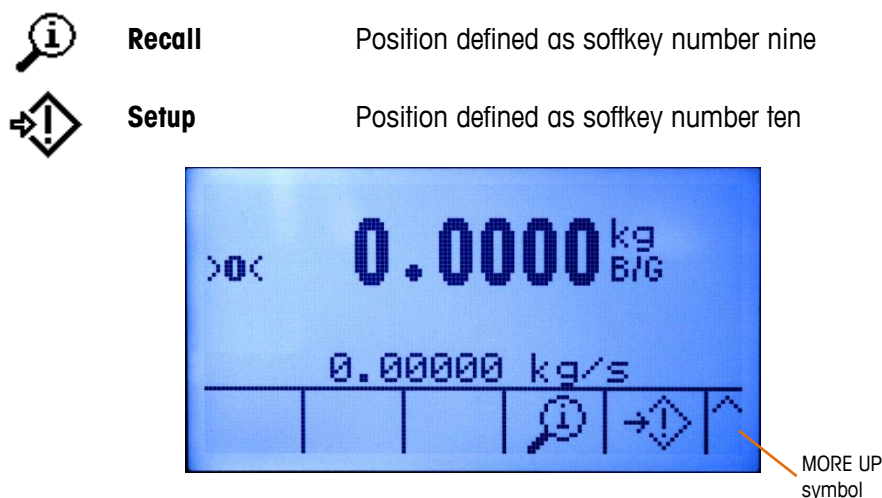 Recall Position defined as softkey number nine
Setup Position defined as softkey number ten
>0< 0.0000 kg
B/G
0.00000 kg/s
MORE UP
symbol